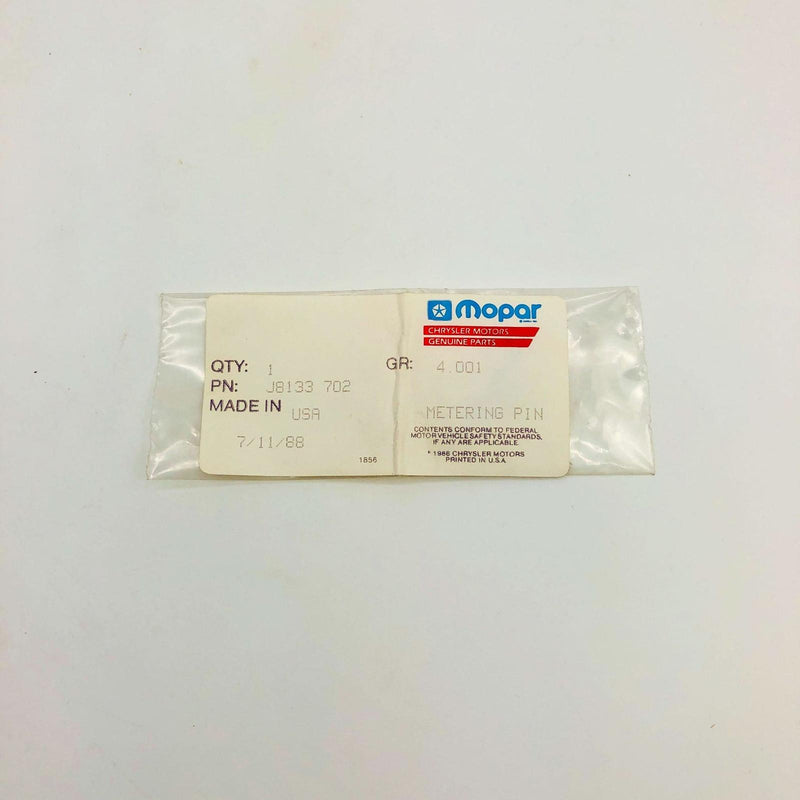 Mopar
CHRYSLER MOTORS
GENUINE PARTS
QTY: 1 GR: 4.001
PN: J8133 702
MADE IN USA
METERING PIN
7/11/88
1856
CONTENTS CONFORM TO FEDERAL
MOTOR VEHICLE SAFETY STANDARDS,
IF ANY ARE APPLICABLE
© 1986 CHRYSLER MOTORS
PRINTED IN U.S.A.